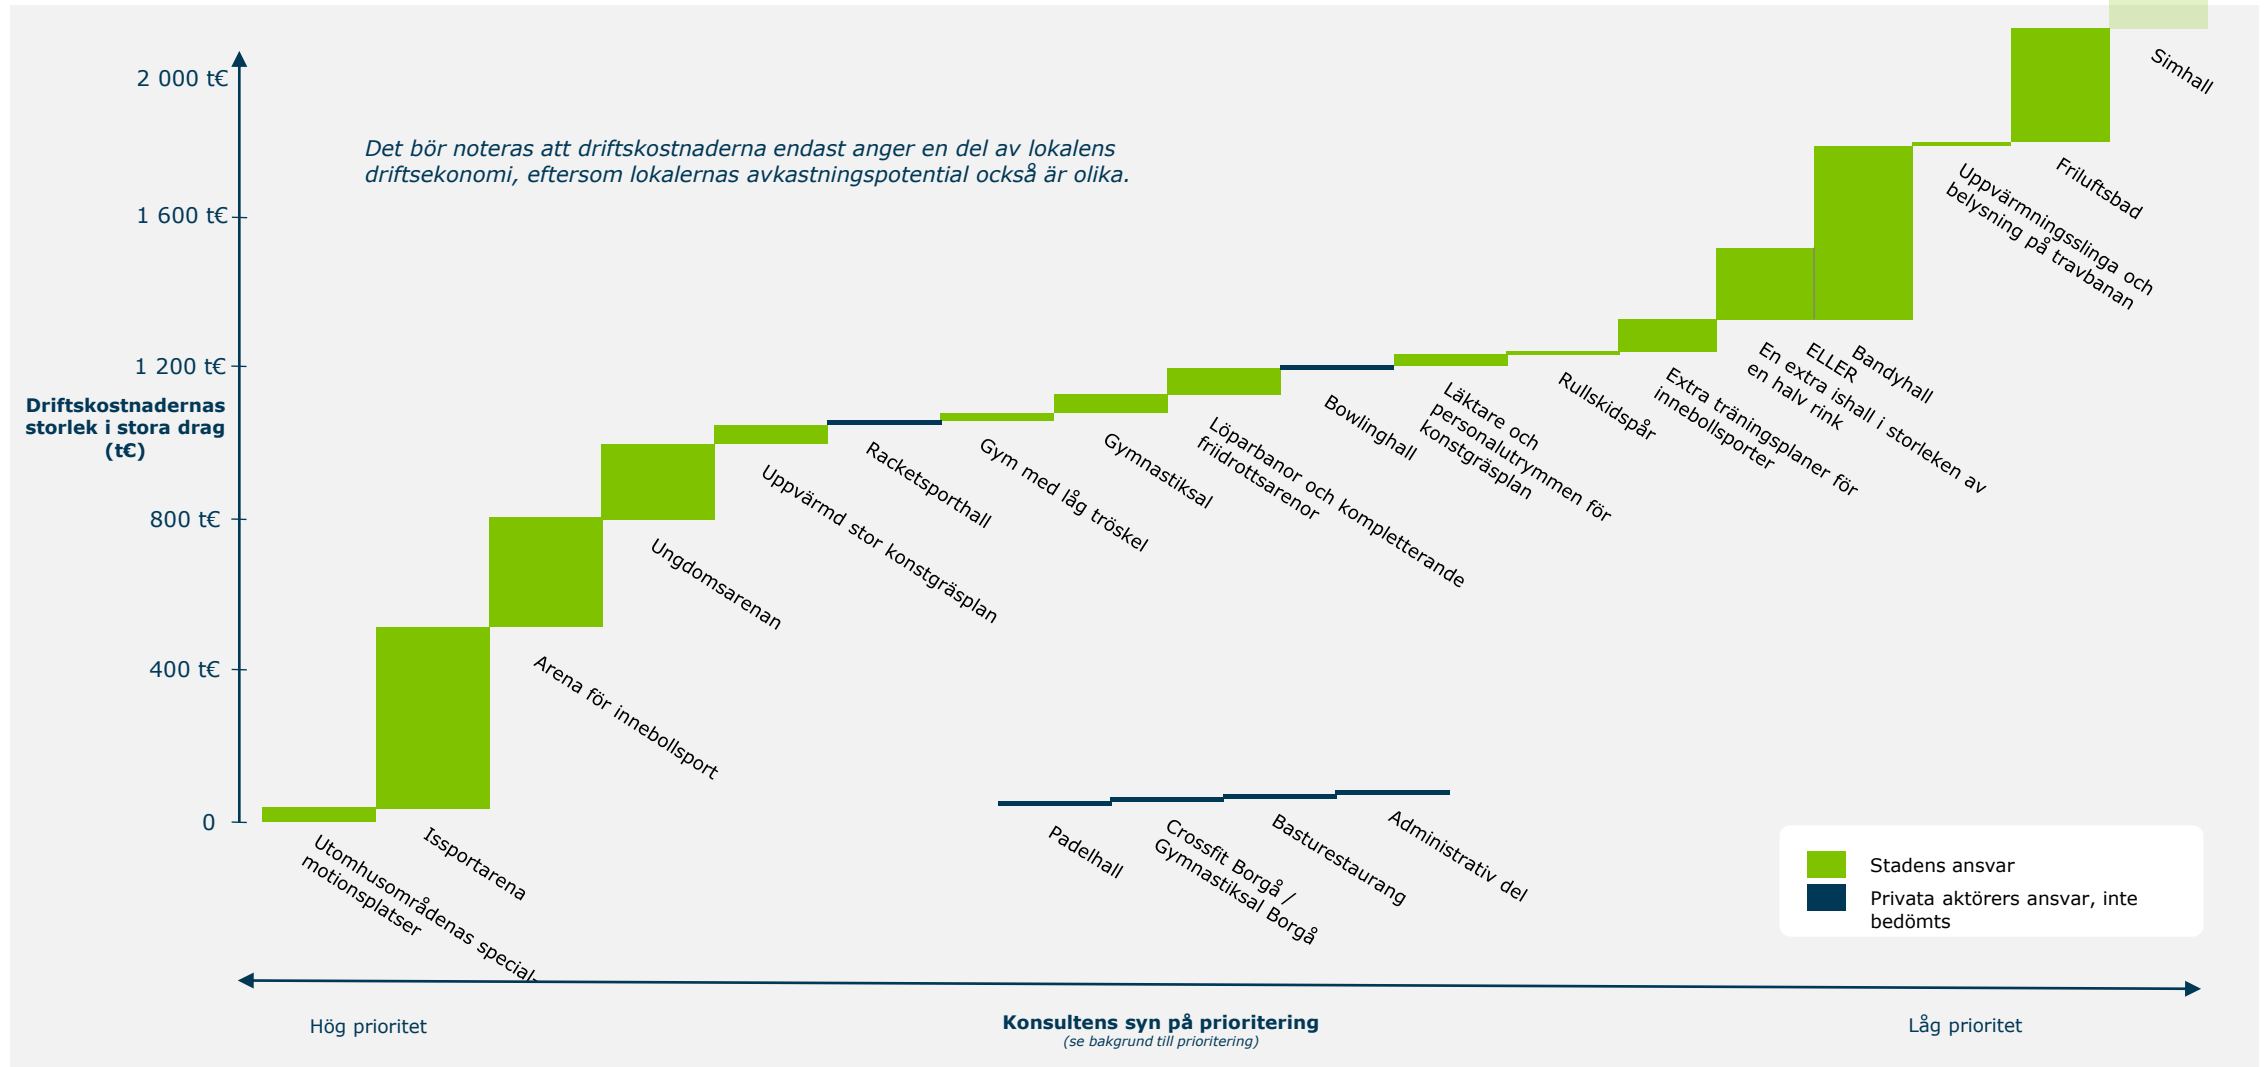 2 000 t€
1 600 t€
1 200 t€
Driftskostnadernas
storlek i stora drag
(t€)
800 t€
400 t€
0
Det bör noteras att driftskostnaderna endast anger en del av lokalens
driftsekonomi, eftersom lokalernas avkastningspotential också är olika.
Utomhusområdenas special-
motionsplatser
Issportarena
Arena för innebollsport
Ungdomsarenan
Uppvärmd stor konstgräsplan
Racketsporthall
Gym med låg tröskel
Gymnastiksal
Löparbanor och kompletterande
friidrottsarenor
Bowlinghall
Läktare och
personalutrymmen för
konstgräsplan
Rullskidspår
Extra träningsplaner för
innebollsporter
En extra ishall i storleken av
en halv rink
ELLER
Bandyhall
Uppvärmningsslinga och
belysning på travbanan
Friluftsbad
Simhall
Padelhall
Crossfit Borgå /
Gymnastiksal Borgå
Basturestaurang
Administrativ del
Stadens ansvar
Privata aktörers ansvar, inte
bedömts
Hög prioritet
Konsultens syn på prioritering
(se bakgrund till prioritering)
Låg prioritet